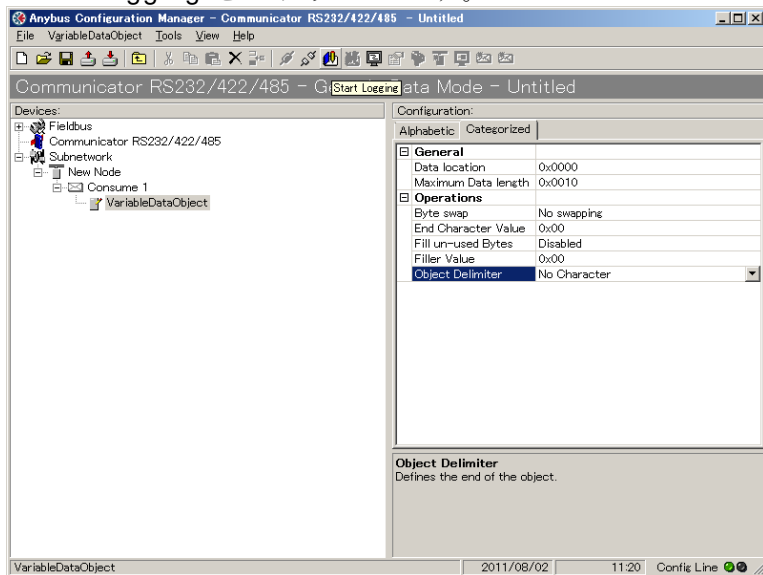 Anybus Configuration Manager - Communicator RS232/422/485 - Untitled
File VariableDataObject Tools View Help
Start Logging
Communicator RS232/422/485 - G Data Mode - Untitled
Devices:
Fieldbus
Communicator RS232/422/485
Subnetwork
New Node
Consume 1
VariableDataObject
Configuration:
Alphabetic Categorized
General
Data location 0x0000
Maximum Data length 0x0010
Operations
Byte swap No swapping
End Character Value 0x00
Fill un-used Bytes Disabled
Filler Value 0x00
Object Delimiter No Character
Object Delimiter
Defines the end of the object.
VariableDataObject 2011/08/02 11:20 Config Line